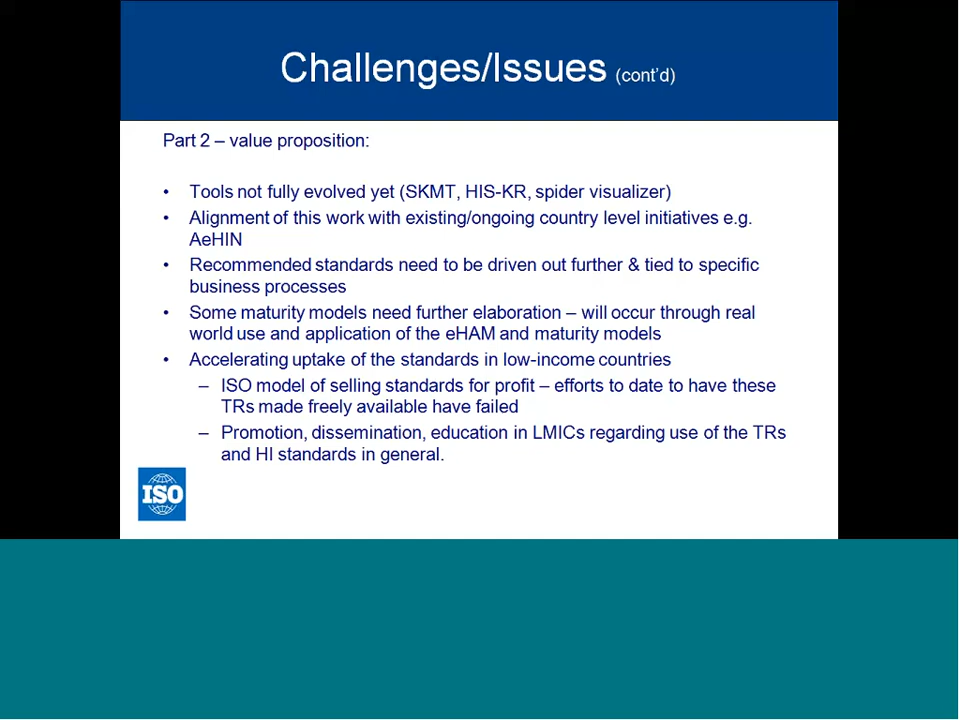 Challenges/Issues (cont'd)
Part 2 – value proposition:
• Tools not fully evolved yet (SKMT, HIS-KR, spider visualizer)
• Alignment of this work with existing/ongoing country level initiatives e.g.
AeHIN
• Recommended standards need to be driven out further & tied to specific
business processes
• Some maturity models need further elaboration – will occur through real
world use and application of the eHAM and maturity models
• Accelerating uptake of the standards in low-income countries
– ISO model of selling standards for profit – efforts to date to have these
TRs made freely available have failed
– Promotion, dissemination, education in LMICs regarding use of the TRs
and HI standards in general.
ISO